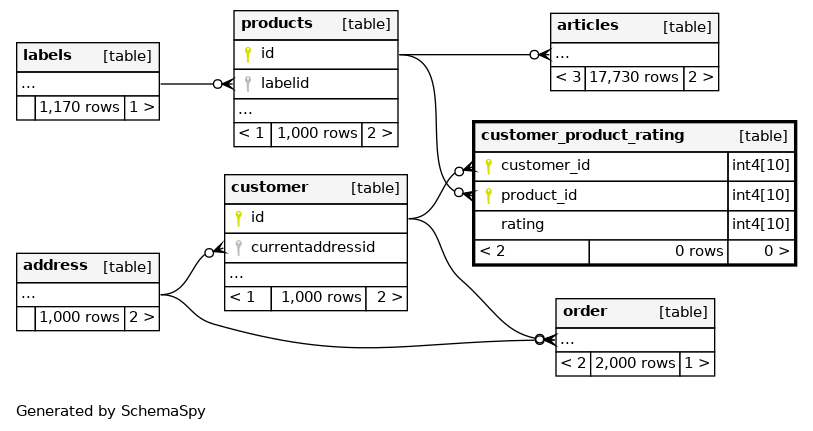 labels [table]
...
1,170 rows 1 >
products [table]
id
labelid
...
< 1 1,000 rows 2 >
articles [table]
...
< 3 17,730 rows 2 >
customer_product_rating [table]
customer_id int4[10]
product_id int4[10]
rating int4[10]
< 2 0 rows 0 >
customer [table]
id
currentaddressid
...
< 1 1,000 rows 2 >
address [table]
...
1,000 rows 2 >
order [table]
...
< 2 2,000 rows 1 >
Generated by SchemaSpy